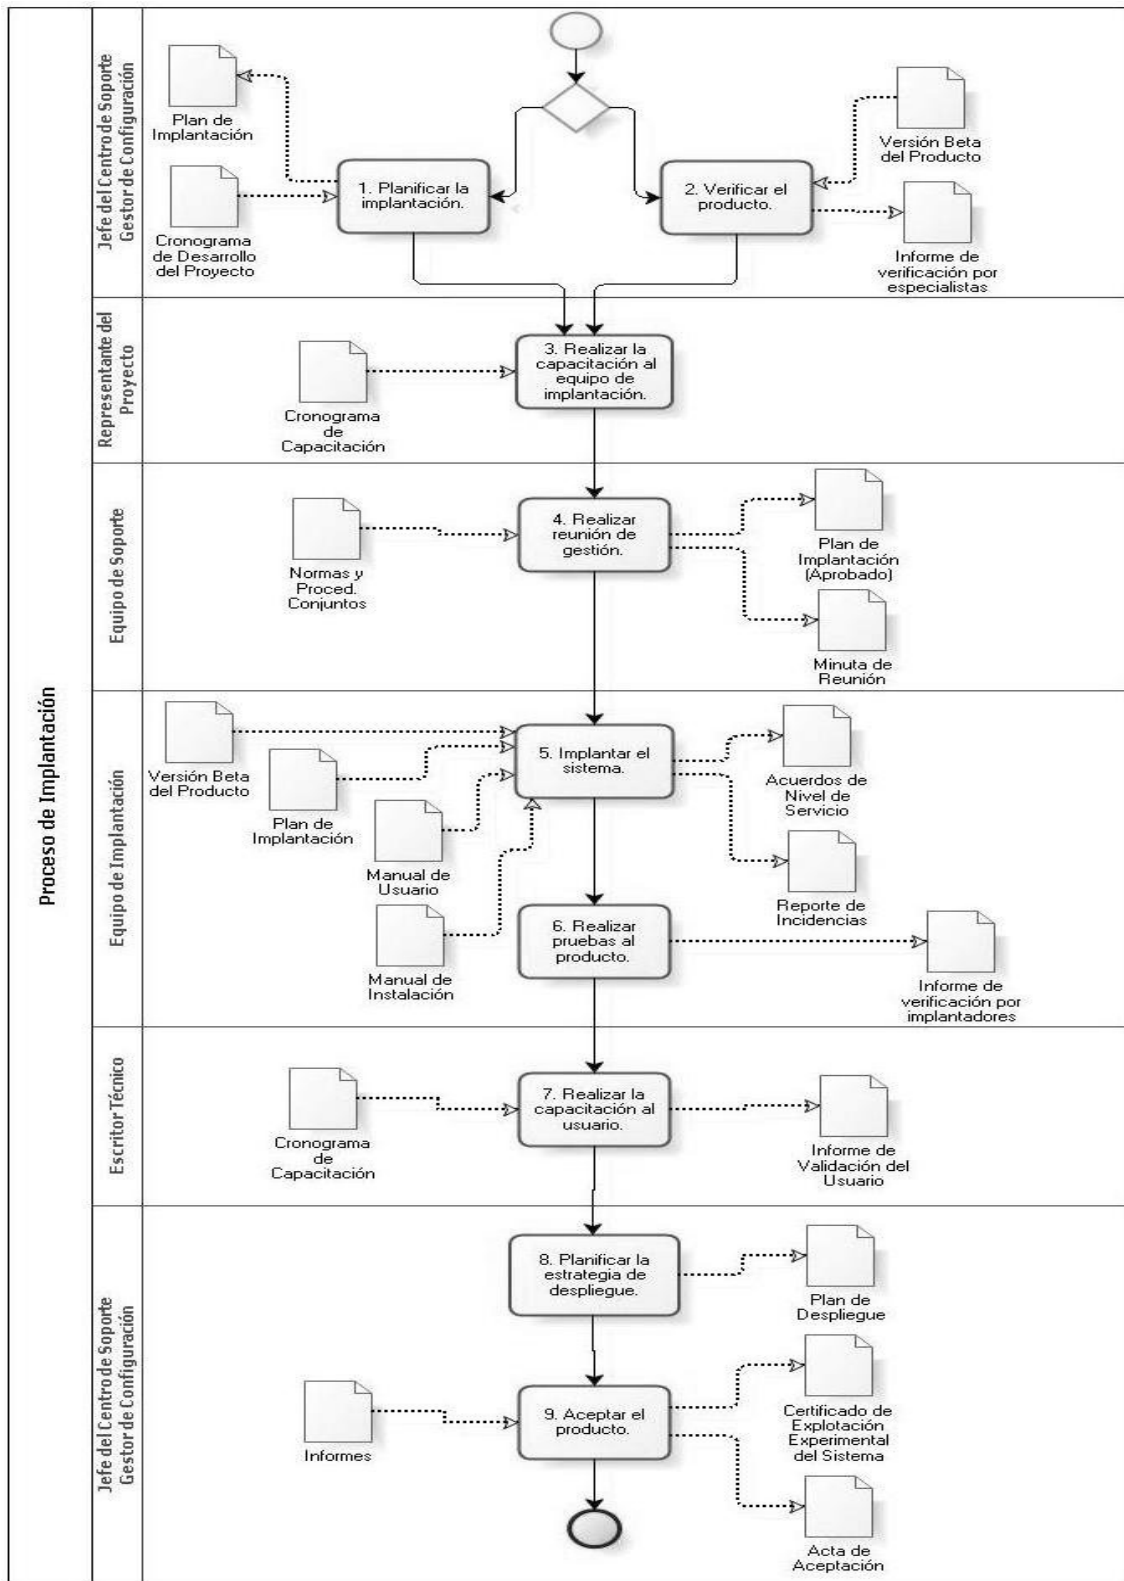 Proceso de Implantación
Jefe del Centro de Soporte
Gestor de Configuración
Plan de
Implantación
Cronograma
de Desarrollo
del Proyecto
1. Planificar la
implantación.
2. Verificar el
producto.
Versión Beta
del Producto
Informe de
verificación por
especialistas
Representante del
Proyecto
Cronograma
de
Capacitación
3. Realizar la
capacitación al
equipo de
implantación.
Equipo de Soporte
Normas y
Proced.
Conjuntos
4. Realizar
reunión de
gestión.
Plan de
Implantación
(Aprobado)
Minuta de
Reunión
Equipo de Implantación
Versión Beta
del Producto
Plan de
Implantación
Manual de
Usuario
Manual de
Instalación
5. Implantar el
sistema.
Acuerdos de
Nivel de
Servicio
Reporte de
Incidencias
6. Realizar
pruebas al
producto.
Informe de
verificación por
implantadores
Escritor Técnico
Cronograma
de
Capacitación
7. Realizar la
capacitación al
usuario.
Informe de
Validación del
Usuario
Jefe del Centro de Soporte
Gestor de Configuración
8. Planificar la
estrategia de
despliegue.
Plan de
Despliegue
Informes
9. Aceptar el
producto.
Certificado de
Explotación
Experimental
del Sistema
Acta de
Aceptación